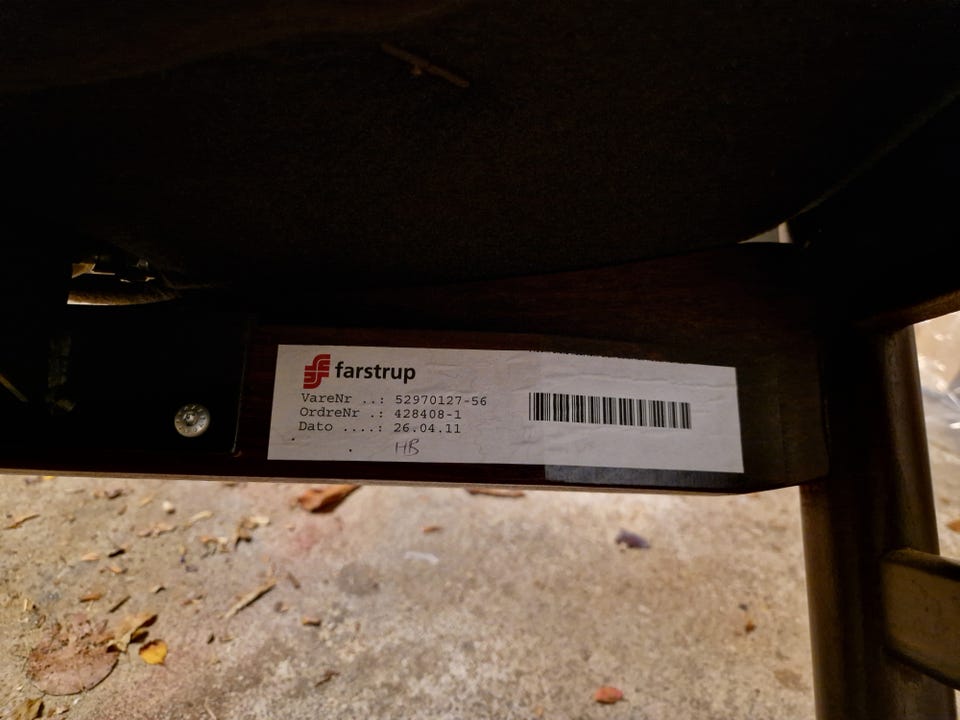 farstrup
VareNr ..: 52970127-56
OrdreNr .: 428408-1
Dato ....: 26.04.11
HB